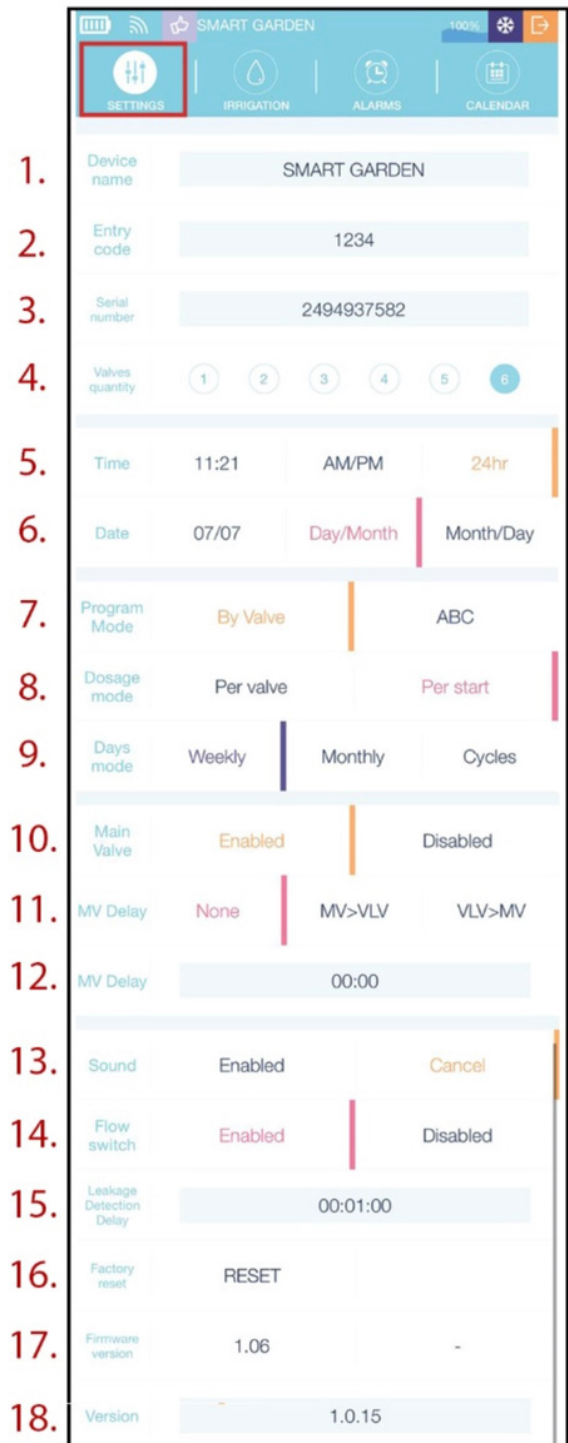 SMART GARDEN 100%
SETTINGS IRRIGATION ALARMS CALENDAR
1. Device name SMART GARDEN
2. Entry code 1234
3. Serial number 2494937582
4. Valves quantity 1 2 3 4 5 6
5. Time 11:21 AM/PM 24hr
6. Date 07/07 Day/Month Month/Day
7. Program Mode By Valve ABC
8. Dosage mode Per valve Per start
9. Days mode Weekly Monthly Cycles
10. Main Valve Enabled Disabled
11. MV Delay None MV>VLV VLV>MV
12. MV Delay 00:00
13. Sound Enabled Cancel
14. Flow switch Enabled Disabled
15. Leakage Detection Delay 00:01:00
16. Factory reset RESET
17. Firmware version 1.06 -
18. Version 1.0.15